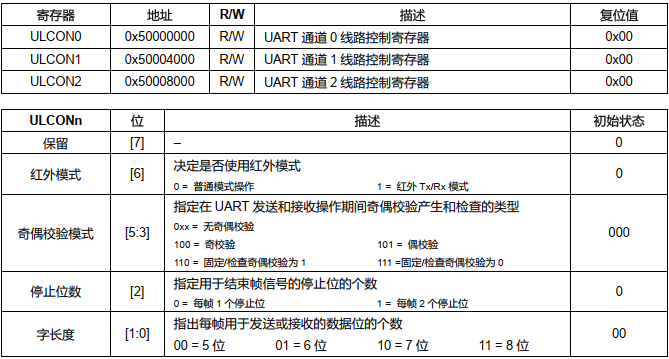 寄存器 地址 R/W 描述 复位值
ULCON0 0x50000000 R/W UART 通道 0 线路控制寄存器 0x00
ULCON1 0x50004000 R/W UART 通道 1 线路控制寄存器 0x00
ULCON2 0x50008000 R/W UART 通道 2 线路控制寄存器 0x00
ULCONn 位 描述 初始状态
保留 [7] – 0
红外模式 [6] 决定是否使用红外模式 0
0 = 普通模式操作 1 = 红外 Tx/Rx 模式
奇偶校验模式 [5:3] 指定在 UART 发送和接收操作期间奇偶校验产生和检查的类型 000
0xx = 无奇偶校验
100 = 奇校验 101 = 偶校验
110 = 固定/检查奇偶校验为 1 111 =固定/检查奇偶校验为 0
停止位数 [2] 指定用于结束帧信号的停止位的个数 0
0 = 每帧 1 个停止位 1 = 每帧 2 个停止位
字长度 [1:0] 指出每帧用于发送或接收的数据位的个数 00
00 = 5 位 01 = 6 位 10 = 7 位 11 = 8 位